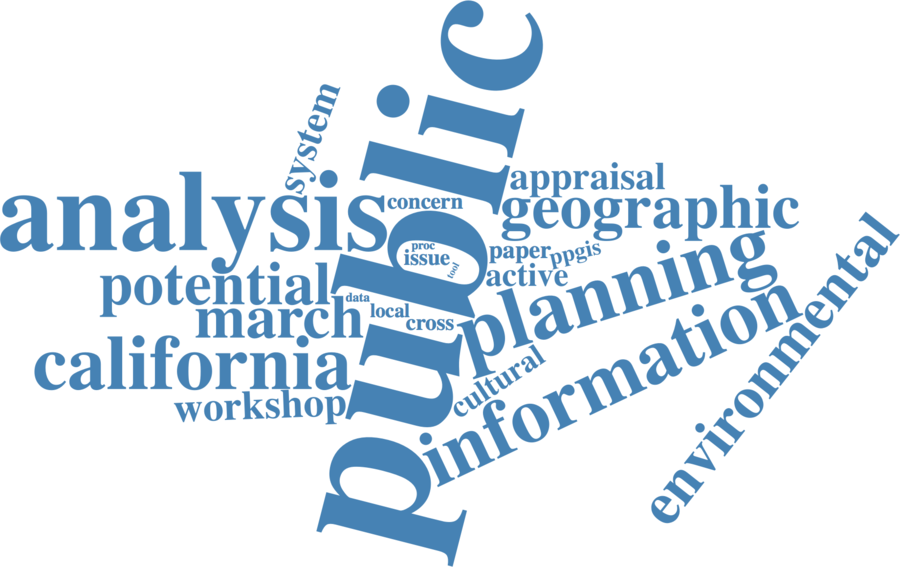 public
system
analysis
concern
appraisal
geographic
proc
issue
tool
paper
ppgis
active
potential
data
local
cross
march
planning
california
cultural
workshop
information
environmental